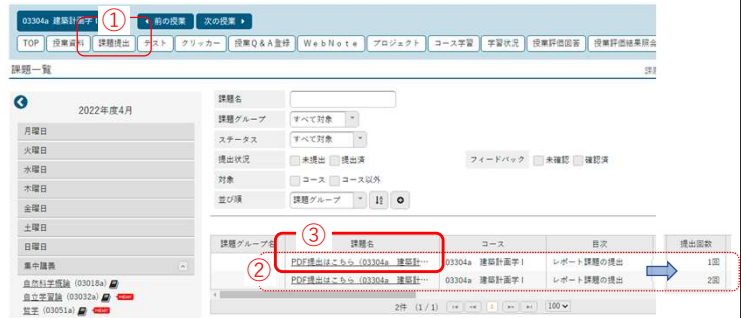 03304a 建築計画学Ⅰ ① 前の授業 次の授業
TOP 授業資料 課題提出 テスト クリッカー 授業Q&A登録 WebNote プロジェクト コース学習 学習状況 授業評価回答 授業評価結果照会
課題一覧
2022年度4月
月曜日
火曜日
水曜日
木曜日
金曜日
土曜日
日曜日
集中講義
自然科学概論 (03018a)
自立学習論 (03032a)
哲学 (03051a)
課題名
課題グループ すべて対象
ステータス すべて対象
提出状況 未提出 提出済 フィードバック 未確認 確認済
対象 コース コース以外
並び順 課題グループ
③
課題グループ名 課題名 コース 目次 提出回数
②
PDF提出はこちら (03304a 建築計… 03304a 建築計画学Ⅰ レポート課題の提出 1回
PDF提出はこちら (03304a 建築計… 03304a 建築計画学Ⅰ レポート課題の提出 2回
2件 (1/1) 1 100